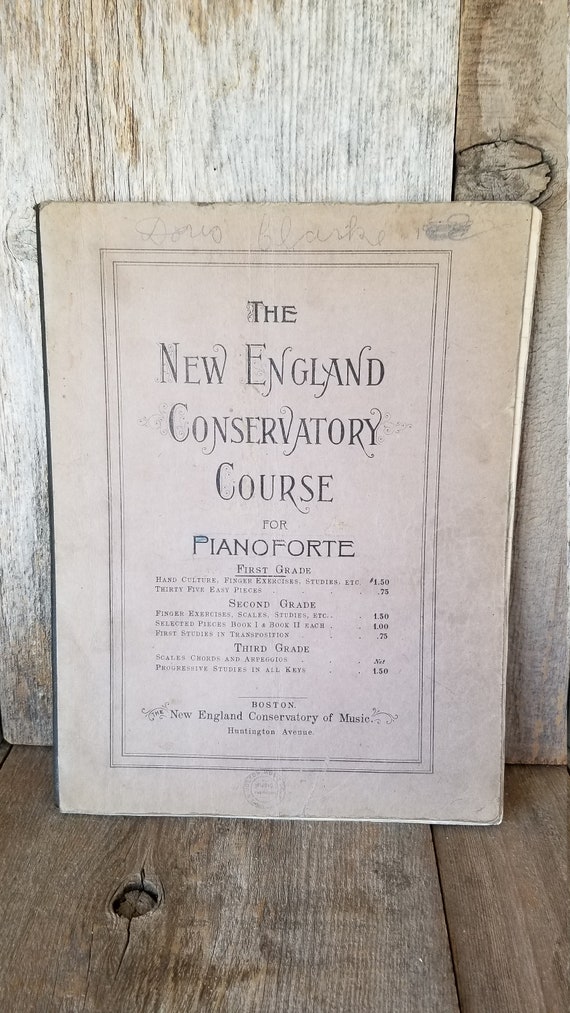 Doris Clarke
THE
NEW ENGLAND
CONSERVATORY
COURSE
FOR
PIANOFORTE
FIRST GRADE
HAND CULTURE, FINGER EXERCISES, STUDIES, ETC. $1.50
THIRTY FIVE EASY PIECES . . . .75
SECOND GRADE
FINGER EXERCISES, SCALES, STUDIES, ETC. . . 1.50
SELECTED PIECES BOOK I & BOOK II EACH . . 1.00
FIRST STUDIES IN TRANSPOSITION . . .75
THIRD GRADE
SCALES CHORDS AND ARPEGGIOS . . . Net
PROGRESSIVE STUDIES IN ALL KEYS . . 1.50
BOSTON.
THE New England Conservatory of Music.
Huntington Avenue.